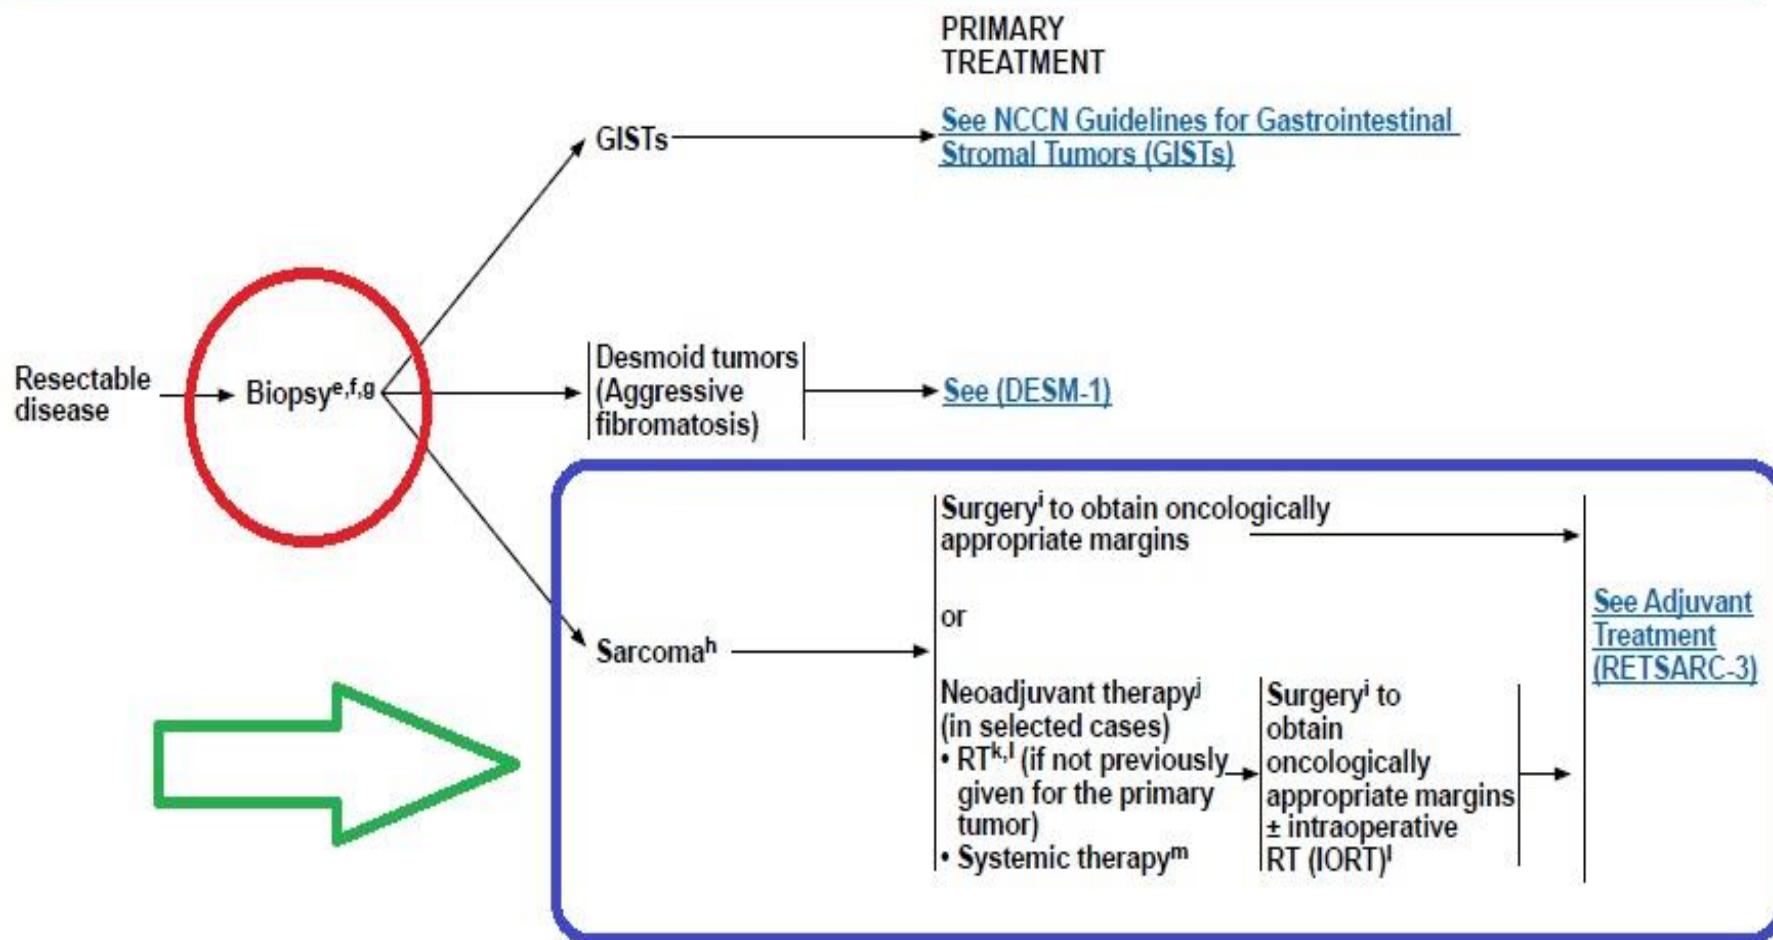 PRIMARY
TREATMENT
GISTs
See NCCN Guidelines for Gastrointestinal
Stromal Tumors (GISTs)
Resectable
disease
Biopsye,f,g
Desmoid tumors
(Aggressive
fibromatosis)
See (DESM-1)
Sarcomah
Surgeryi to obtain oncologically
appropriate margins
or
Neoadjuvant therapyj
(in selected cases)
• RTk,l (if not previously
given for the primary
tumor)
• Systemic therapym
Surgeryi to
obtain
oncologically
appropriate margins
± intraoperative
RT (IORT)l
See Adjuvant
Treatment
(RETSARC-3)